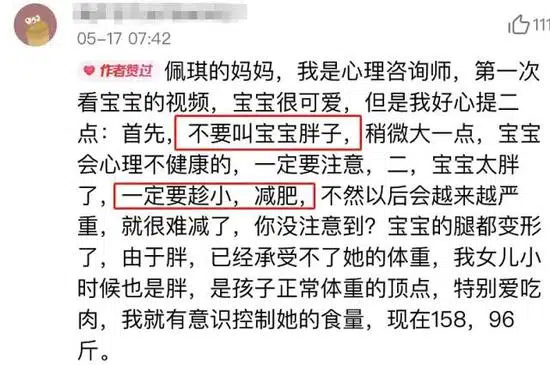 05-17 07:42
111
作者赞过 佩琪的妈妈，我是心理咨询师，第一次
看宝宝的视频，宝宝很可爱，但是我好心提二
点：首先，不要叫宝宝胖子，稍微大一点，宝宝
会心理不健康的，一定要注意，二，宝宝太胖
了，一定要趁小，减肥，不然以后会越来越严
重，就很难减了，你没注意到？宝宝的腿都变形
了，由于胖，已经承受不了她的体重，我女儿小
时候也是胖，是孩子正常体重的顶点，特别爱吃
肉，我就有意识控制她的食量，现在158，96
斤。